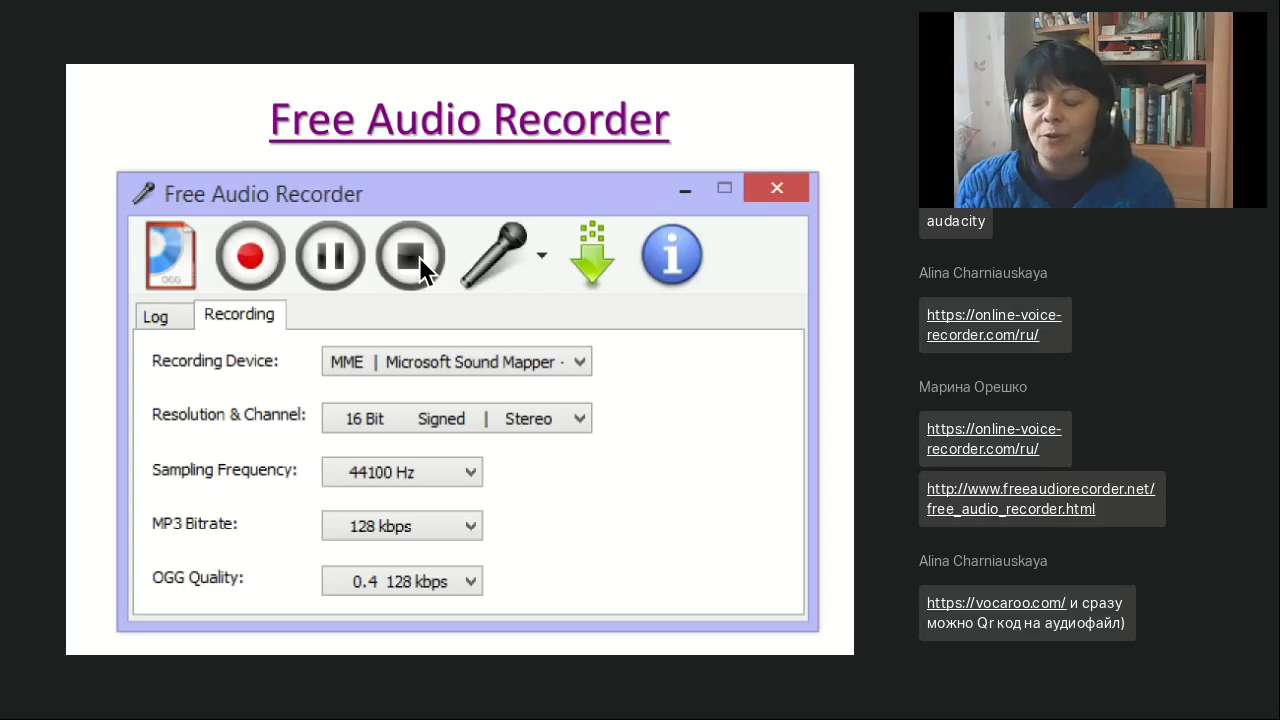 Free Audio Recorder
Free Audio Recorder
OGG
Log
Recording
Recording Device:
MME | Microsoft Sound Mapper -
Resolution & Channel:
16 Bit Signed | Stereo
Sampling Frequency:
44100 Hz
MP3 Bitrate:
128 kbps
OGG Quality:
0.4 128 kbps
audacity
Alina Charniauskaya
https://online-voice-
recorder.com/ru/
Марина Орешко
https://online-voice-
recorder.com/ru/
http://www.freeaudiorecorder.net/
free_audio_recorder.html
Alina Charniauskaya
https://vocaroo.com/ и сразу
можно Qr код на аудиофайл)